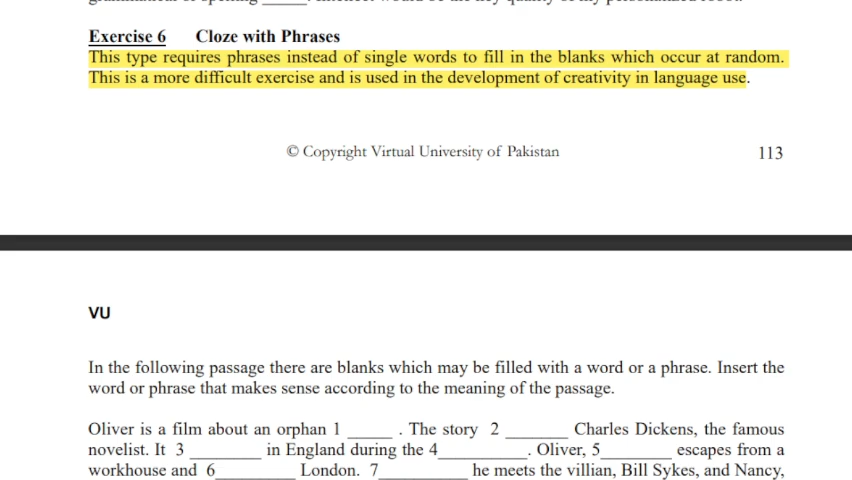 Exercise 6 Cloze with Phrases
This type requires phrases instead of single words to fill in the blanks which occur at random.
This is a more difficult exercise and is used in the development of creativity in language use.
© Copyright Virtual University of Pakistan 113
VU
In the following passage there are blanks which may be filled with a word or a phrase. Insert the
word or phrase that makes sense according to the meaning of the passage.
Oliver is a film about an orphan 1 _____ . The story 2 _______ Charles Dickens, the famous
novelist. It 3 ________ in England during the 4__________. Oliver, 5________ escapes from a
workhouse and 6_________ London. 7__________ he meets the villian, Bill Sykes, and Nancy,